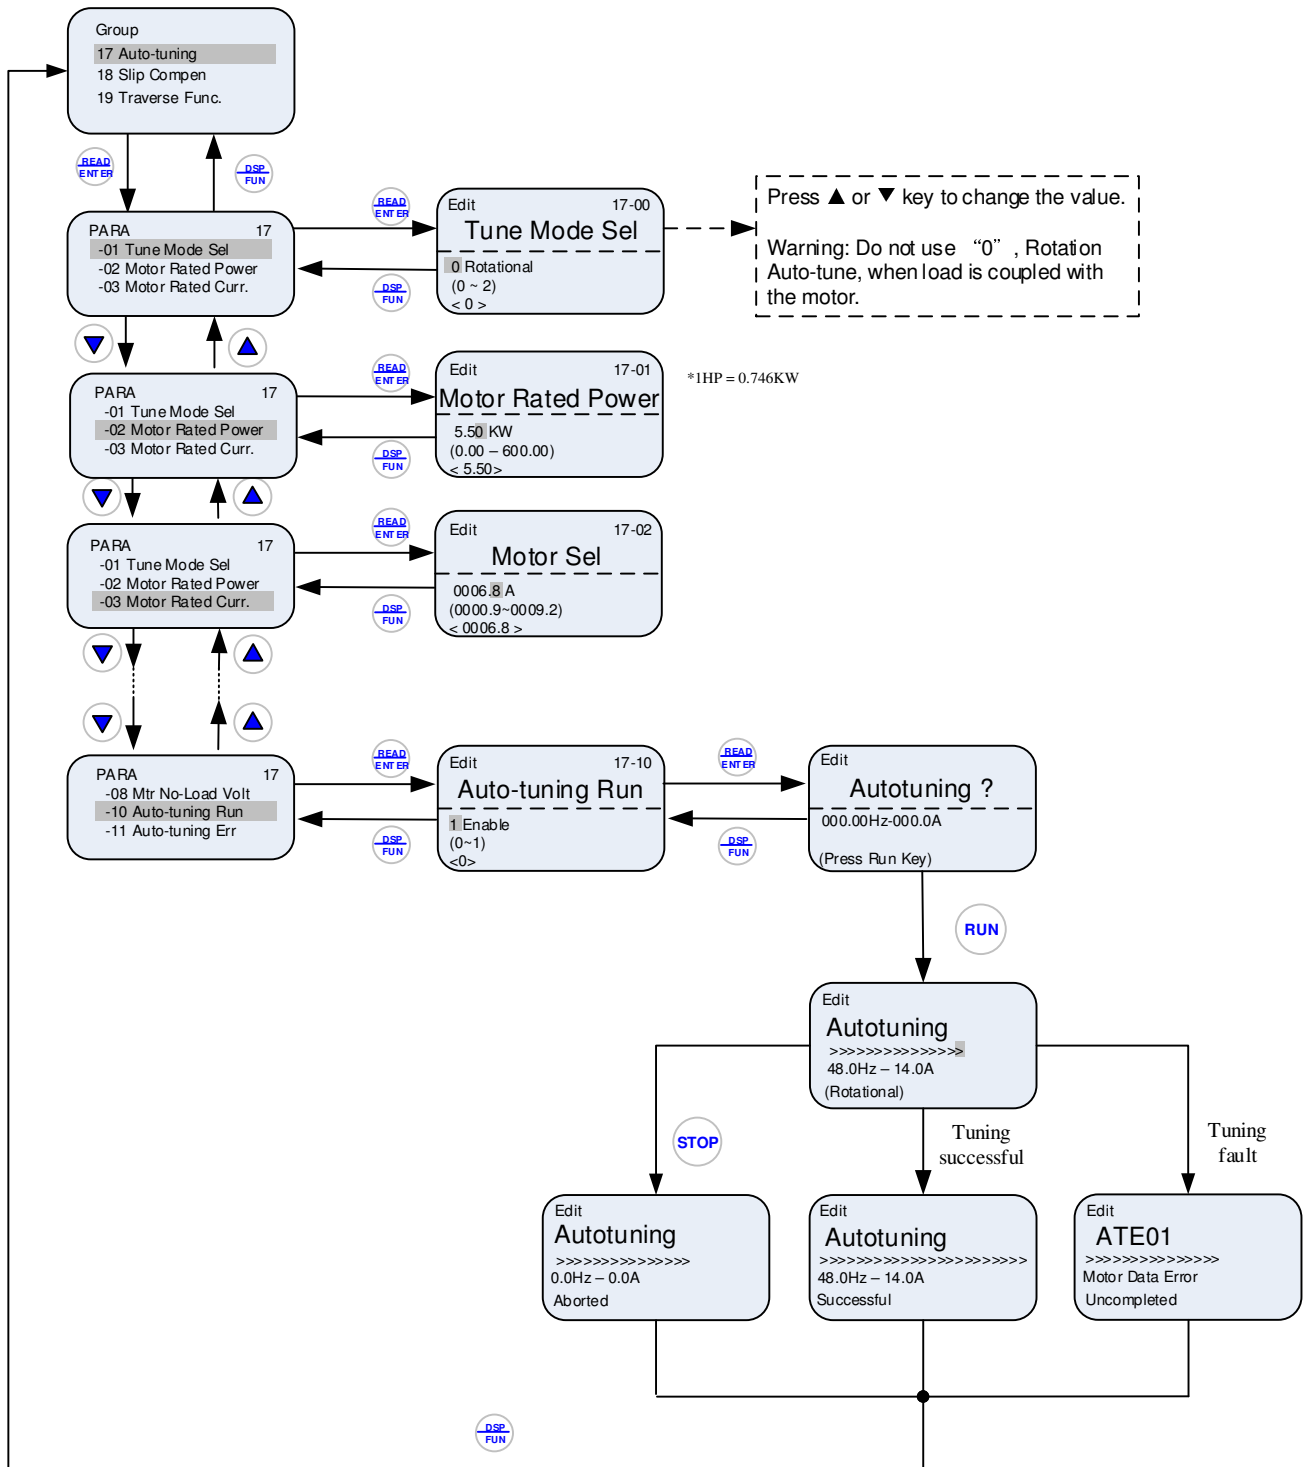 Group
17 Auto-tuning
18 Slip Compen
19 Traverse Func.
READ
ENTER
DSP
FUN
PARA 17
-01 Tune Mode Sel
-02 Motor Rated Power
-03 Motor Rated Curr.
READ
ENTER
DSP
FUN
Edit 17-00
Tune Mode Sel
0 Rotational
(0 ~ 2)
< 0 >
Press ▲ or ▼ key to change the value.
Warning: Do not use “0”, Rotation
Auto-tune, when load is coupled with
the motor.
PARA 17
-01 Tune Mode Sel
-02 Motor Rated Power
-03 Motor Rated Curr.
READ
ENTER
DSP
FUN
Edit 17-01
Motor Rated Power
5.50 KW
(0.00 – 600.00)
< 5.50>
*1HP = 0.746KW
PARA 17
-01 Tune Mode Sel
-02 Motor Rated Power
-03 Motor Rated Curr.
READ
ENTER
DSP
FUN
Edit 17-02
Motor Sel
0006.8 A
(0000.9~0009.2)
< 0006.8 >
PARA 17
-08 Mtr No-Load Volt
-10 Auto-tuning Run
-11 Auto-tuning Err
READ
ENTER
DSP
FUN
Edit 17-10
Auto-tuning Run
1 Enable
(0~1)
<0>
READ
ENTER
DSP
FUN
Edit
Autotuning ?
000.00Hz-000.0A
(Press Run Key)
RUN
Edit
Autotuning
>>>>>>>>>>>>>>>
48.0Hz – 14.0A
(Rotational)
STOP
Tuning
successful
Tuning
fault
Edit
Autotuning
>>>>>>>>>>>>>>>
0.0Hz – 0.0A
Aborted
Edit
Autotuning
>>>>>>>>>>>>>>>>>>>>>>>
48.0Hz – 14.0A
Successful
Edit
ATE01
>>>>>>>>>>>>>>>
Motor Data Error
Uncompleted
DSP
FUN